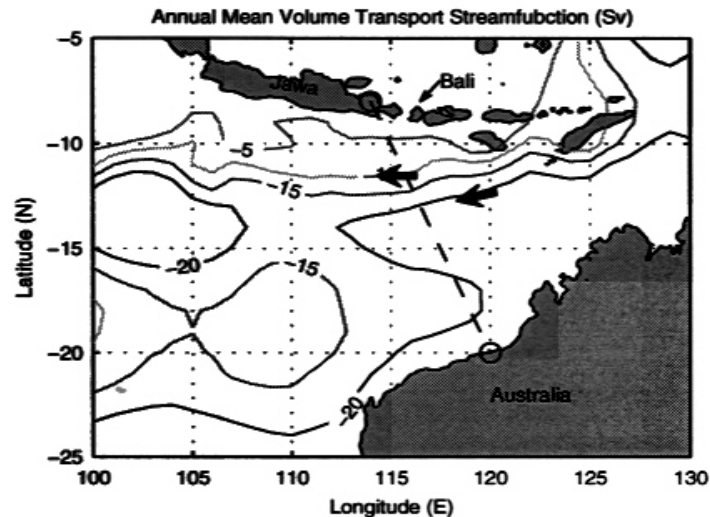 Annual Mean Volume Transport Streamfubction (Sv)
-5
-10
-15
-20
-25
Latitude (N)
Jawa
Bali
-5
-15
-20
-15
-20
Australia
100
105
110
115
120
125
130
Longitude (E)